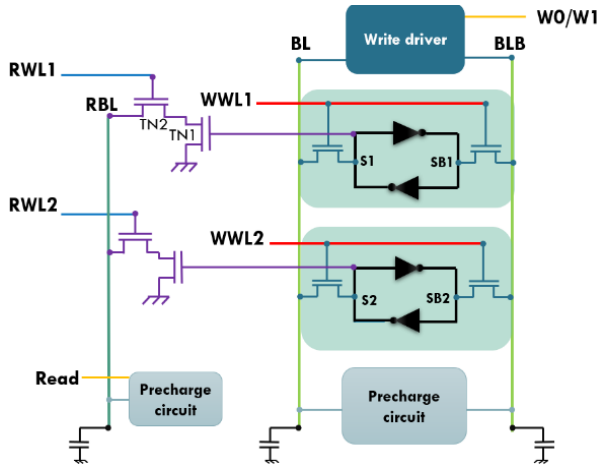 W0/W1
BL
Write driver
BLB
RWL1
RBL
WWL1
TN2
TN1
S1
SB1
RWL2
WWL2
S2
SB2
Read
Precharge
circuit
Precharge
circuit